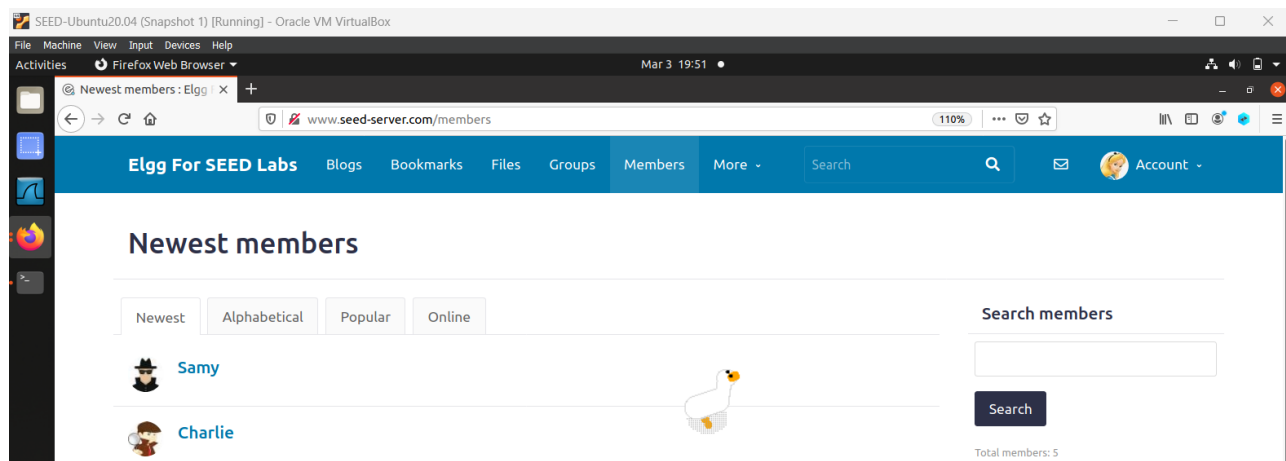 SEED-Ubuntu20.04 (Snapshot 1) [Running] - Oracle VM VirtualBox
File Machine View Input Devices Help
Activities Firefox Web Browser Mar 3 19:51
Newest members : Elgg
www.seed-server.com/members 110%
Elgg For SEED Labs Blogs Bookmarks Files Groups Members More Search Account
Newest members
Newest Alphabetical Popular Online
Search members
Samy
Search
Charlie
Total members: 5